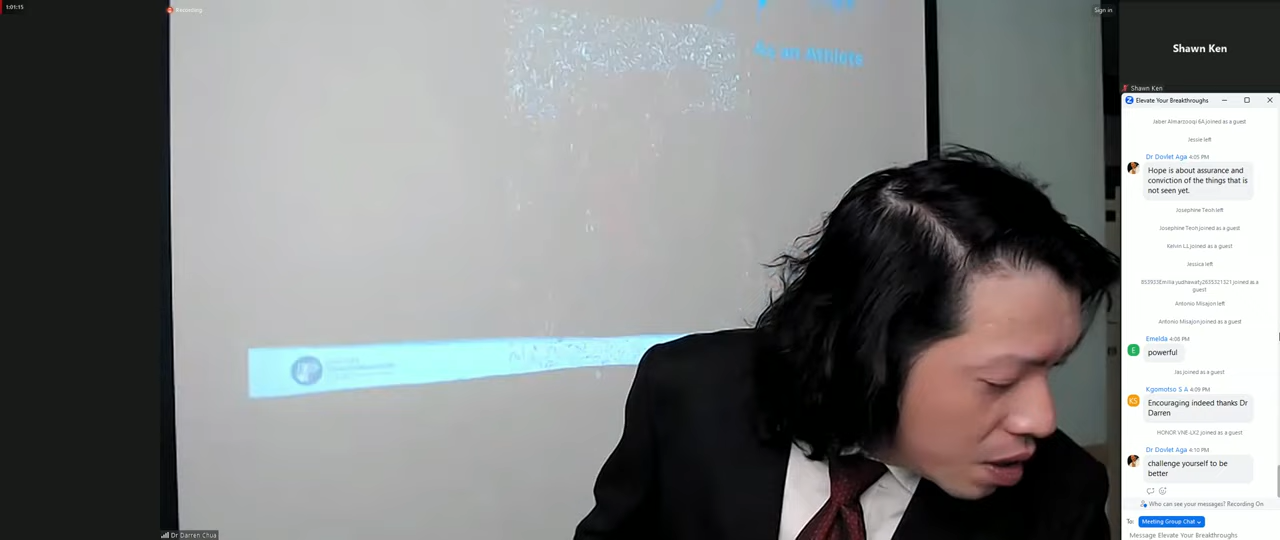 1:01:15
Recording
Sign in
As an Athlete
Shawn Ken
Shawn Ken
Elevate Your Breakthroughs
Jaber Almarzooqi 6A joined as a guest
Jessie left
Dr Dovlet Aga 4:05 PM
Hope is about assurance and
conviction of the things that is
not seen yet.
Josephine Teoh left
Josephine Teoh joined as a guest
Kelvin LL joined as a guest
Jessica left
joined as a
guest
Antonio Misajon left
Antonio Misajon joined as a guest
Emelda 4:08 PM
E
powerful
Jas joined as a guest
Kgomotso S A 4:09 PM
KS
Encouraging indeed thanks Dr
Darren
HONOR VNE-LX2 joined as a guest
Dr Dovlet Aga 4:10 PM
challenge yourself to be
better
Who can see your messages? Recording On
To: Meeting Group Chat
Message Elevate Your Breakthroughs
Dr Darren Chua